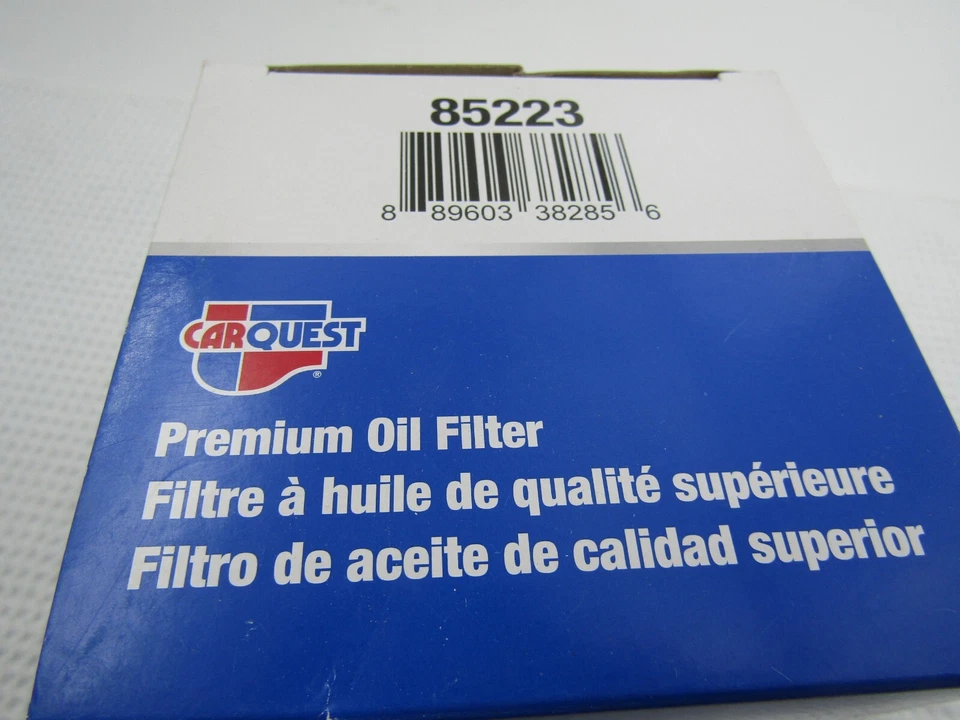 85223
8 89603 38285 6
CARQUEST
®
Premium Oil Filter
Filtre à huile de qualité supérieure
Filtro de aceite de calidad superior